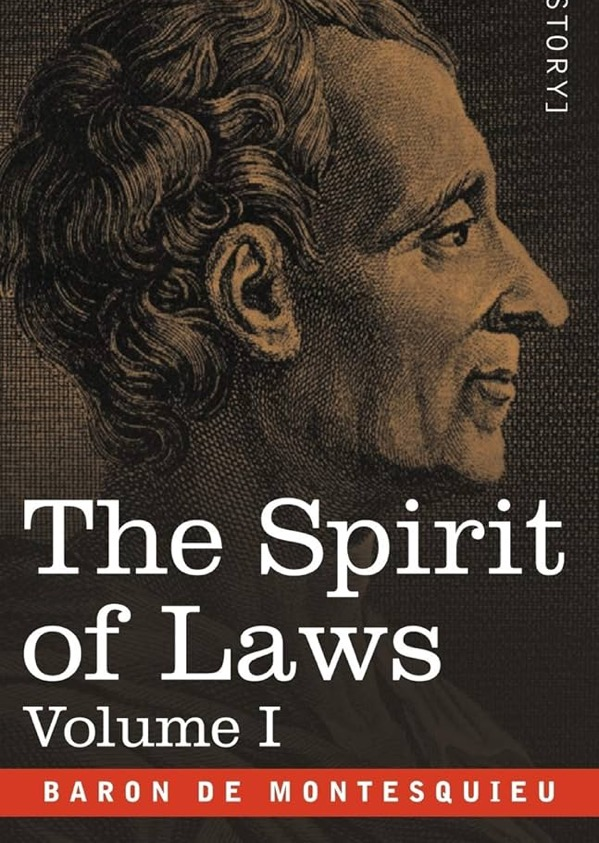 STORY]
The Spirit
of Laws
Volume I
BARON DE MONTESQUIEU